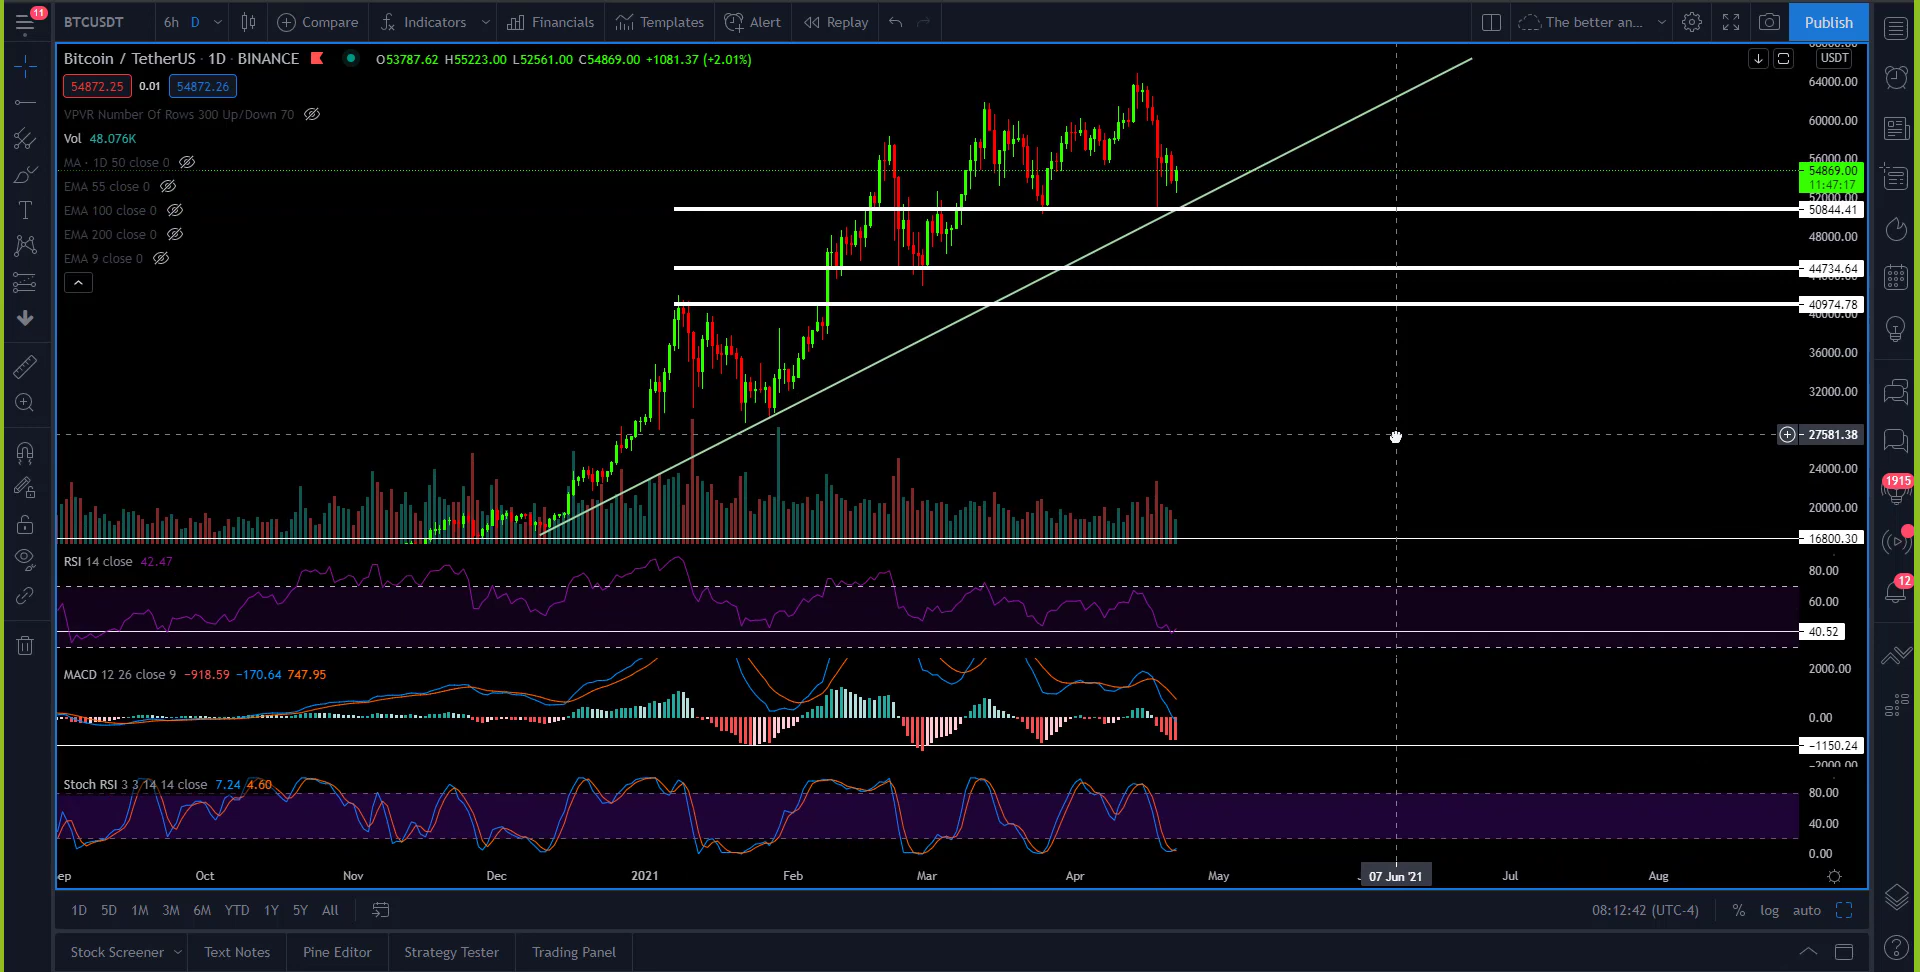 11
BTCUSDT 6h D Compare Indicators Financials Templates Alert Replay The better an... Publish
Bitcoin / TetherUS · 1D · BINANCE O53787.62 H55223.00 L52561.00 C54869.00 +1081.37 (+2.01%)
USDT
54872.25 0.01 54872.26
VPVR Number Of Rows 300 Up/Down 70
Vol 48.076K
MA · 1D 50 close 0
EMA 55 close 0
EMA 100 close 0
EMA 200 close 0
EMA 9 close 0
64000.00
60000.00
56000.00
54869.00
11:47:17
52000.00
50844.41
48000.00
44734.64
40974.78
40000.00
36000.00
32000.00
27581.38
24000.00
20000.00
16800.30
1915
12
RSI 14 close 42.47
80.00
60.00
40.52
MACD 12 26 close 9 −918.59 −170.64 747.95
2000.00
0.00
−1150.24
−2000.00
Stoch RSI 3 3 14 14 close 7.24 4.60
80.00
40.00
0.00
ep Oct Nov Dec 2021 Feb Mar Apr May 07 Jun '21 Jul Aug
1D 5D 1M 3M 6M YTD 1Y 5Y All 08:12:42 (UTC-4) % log auto
Stock Screener Text Notes Pine Editor Strategy Tester Trading Panel